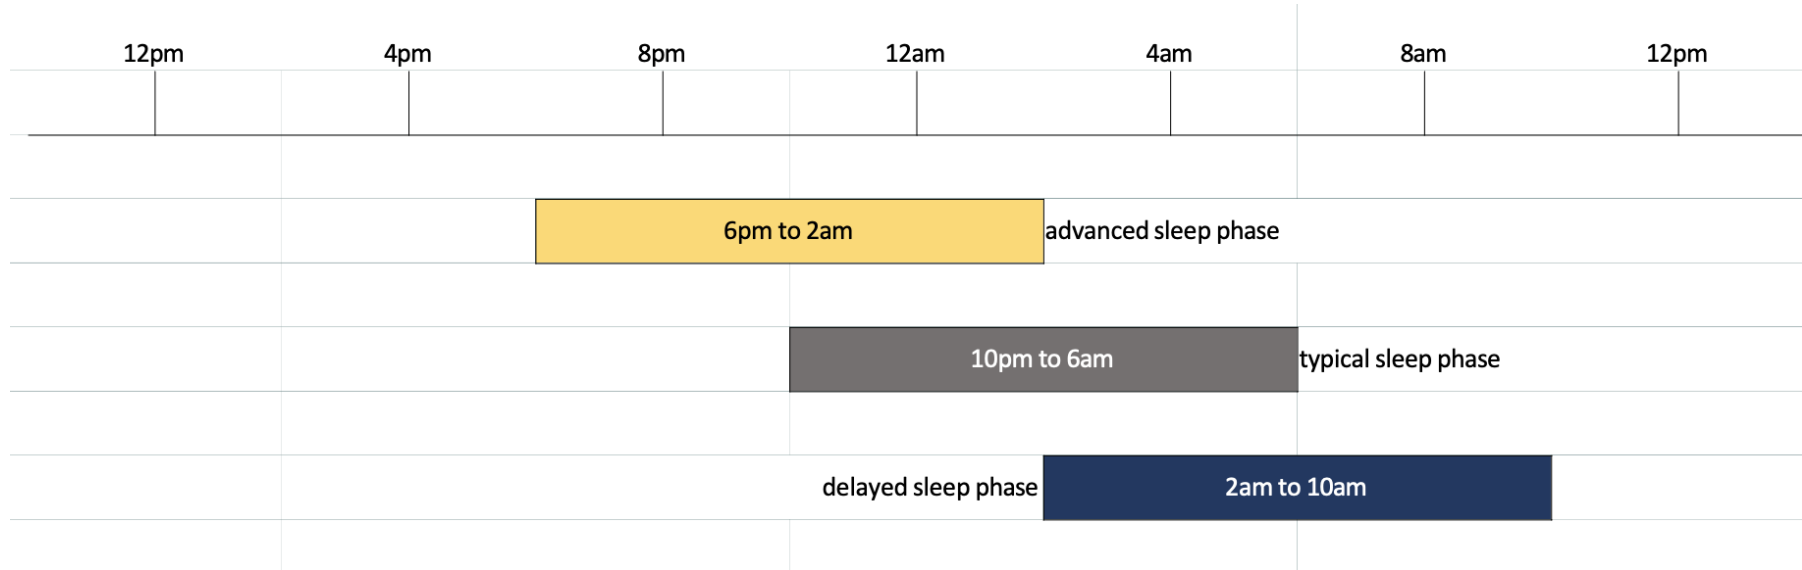 12pm 4pm 8pm 12am 4am 8am 12pm
6pm to 2am advanced sleep phase
10pm to 6am typical sleep phase
delayed sleep phase 2am to 10am